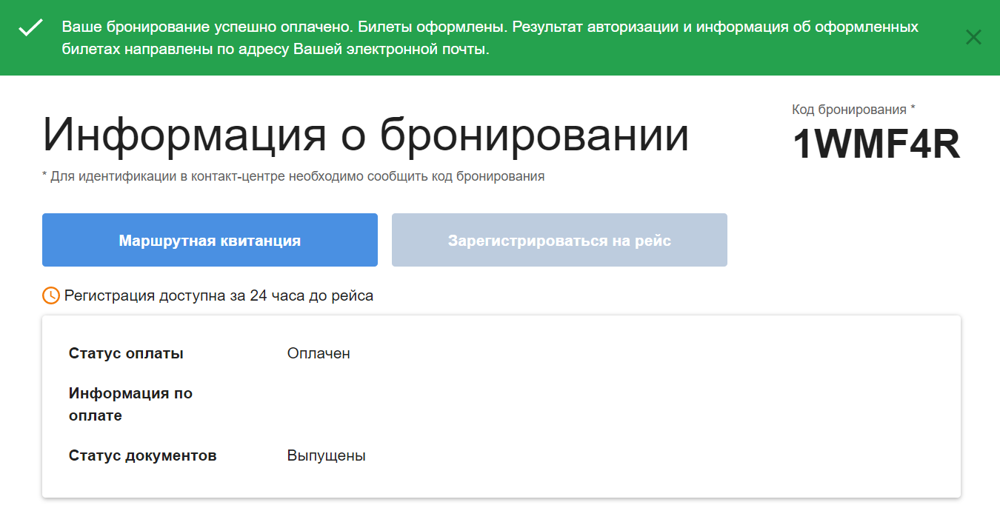 Ваше бронирование успешно оплачено. Билеты оформлены. Результат авторизации и информация об оформленных
билетах направлены по адресу Вашей электронной почты.
Код бронирования *
Информация о бронировании
1WMF4R
* Для идентификации в контакт-центре необходимо сообщить код бронирования
Маршрутная квитанция
Зарегистрироваться на рейс
Регистрация доступна за 24 часа до рейса
Статус оплаты Оплачен
Информация по
оплате
Статус документов Выпущены